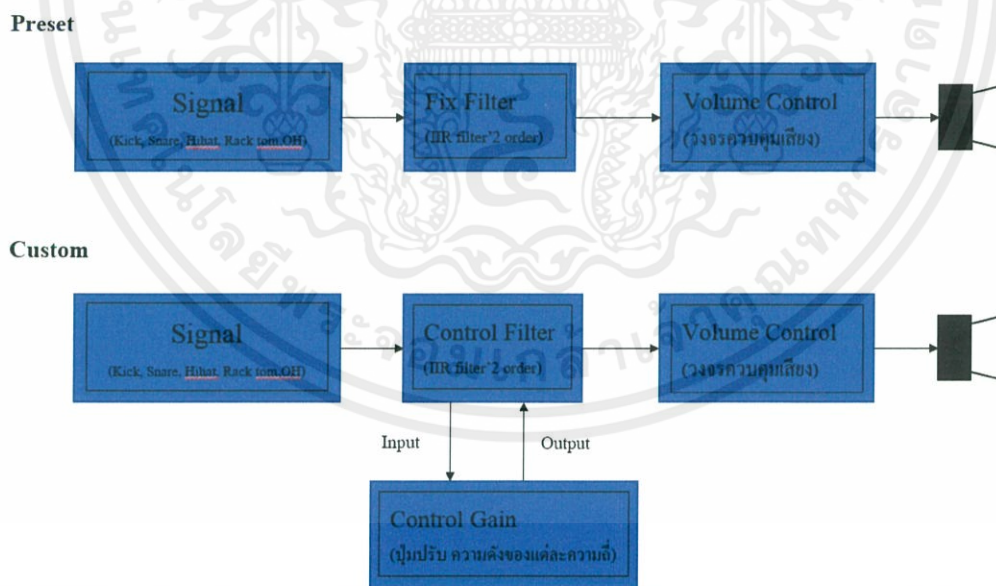 Preset
Signal
(Kick, Snare, Hihat, Rack tom,OH)
Fix Filter
(IIR filter'2 order)
Volume Control
(วงจรควบคุมเสียง)
Custom
Signal
(Kick, Snare, Hihat, Rack tom,OH)
Control Filter
(IIR filter'2 order)
Volume Control
(วงจรควบคุมเสียง)
Input
Output
Control Gain
(ปุ่มปรับ ความดังของแต่ละความถี่)